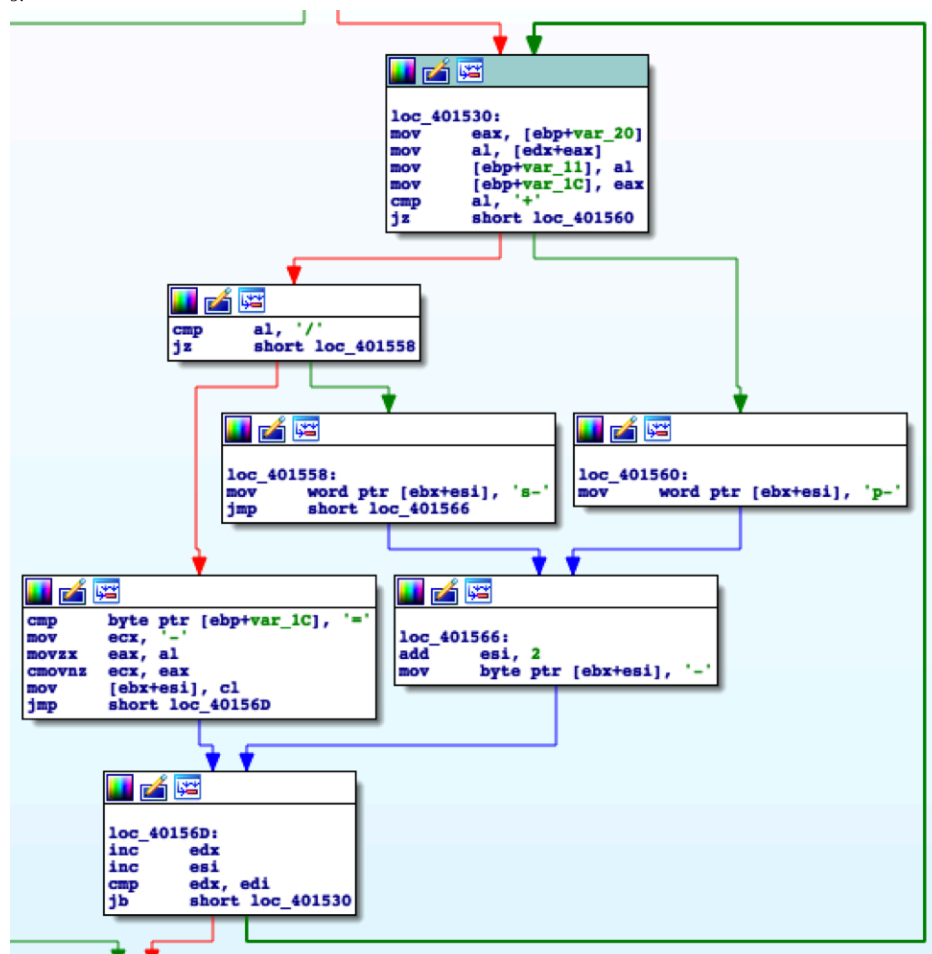 loc_401530:
mov eax, [ebp+var_20]
mov al, [edx+eax]
mov [ebp+var_11], al
mov [ebp+var_1C], eax
cmp al, '+'
jz short loc_401560
cmp al, '/'
jz short loc_401558
loc_401558:
mov word ptr [ebx+esi], 's-'
jmp short loc_401566
loc_401560:
mov word ptr [ebx+esi], 'p-'
cmp byte ptr [ebp+var_1C], '='
mov ecx, '-'
movzx eax, al
cmovnz ecx, eax
mov [ebx+esi], cl
jmp short loc_40156D
loc_401566:
add esi, 2
mov byte ptr [ebx+esi], '-'
loc_40156D:
inc edx
inc esi
cmp edx, edi
jb short loc_401530